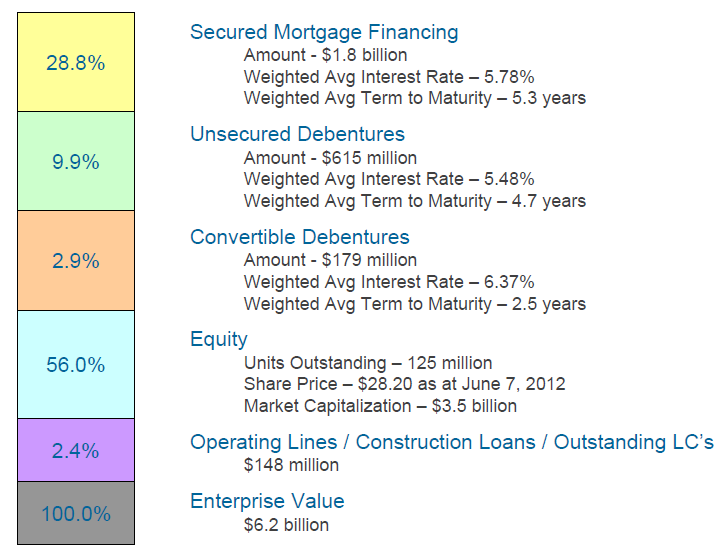 28.8%
Secured Mortgage Financing
Amount - $1.8 billion
Weighted Avg Interest Rate – 5.78%
Weighted Avg Term to Maturity – 5.3 years
9.9%
Unsecured Debentures
Amount - $615 million
Weighted Avg Interest Rate – 5.48%
Weighted Avg Term to Maturity – 4.7 years
2.9%
Convertible Debentures
Amount - $179 million
Weighted Avg Interest Rate – 6.37%
Weighted Avg Term to Maturity – 2.5 years
56.0%
Equity
Units Outstanding – 125 million
Share Price – $28.20 as at June 7, 2012
Market Capitalization – $3.5 billion
2.4%
Operating Lines / Construction Loans / Outstanding LC’s
$148 million
100.0%
Enterprise Value
$6.2 billion